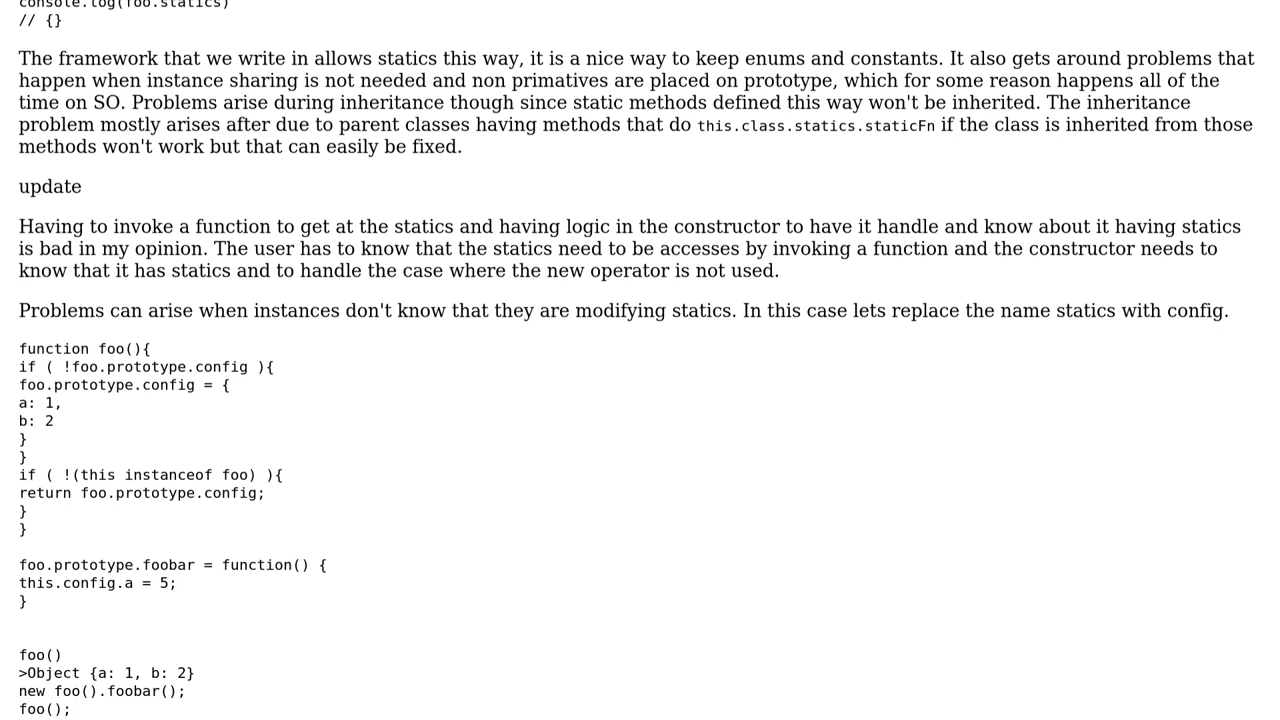 console.log(foo.statics)
// {}
The framework that we write in allows statics this way, it is a nice way to keep enums and constants. It also gets around problems that
happen when instance sharing is not needed and non primatives are placed on prototype, which for some reason happens all of the
time on SO. Problems arise during inheritance though since static methods defined this way won't be inherited. The inheritance
problem mostly arises after due to parent classes having methods that do this.class.statics.staticFn if the class is inherited from those
methods won't work but that can easily be fixed.
update
Having to invoke a function to get at the statics and having logic in the constructor to have it handle and know about it having statics
is bad in my opinion. The user has to know that the statics need to be accesses by invoking a function and the constructor needs to
know that it has statics and to handle the case where the new operator is not used.
Problems can arise when instances don't know that they are modifying statics. In this case lets replace the name statics with config.
function foo(){
if ( !foo.prototype.config ){
foo.prototype.config = {
a: 1,
b: 2
}
}
if ( !(this instanceof foo) ){
return foo.prototype.config;
}
}
foo.prototype.foobar = function() {
this.config.a = 5;
}
foo()
>Object {a: 1, b: 2}
new foo().foobar();
foo();